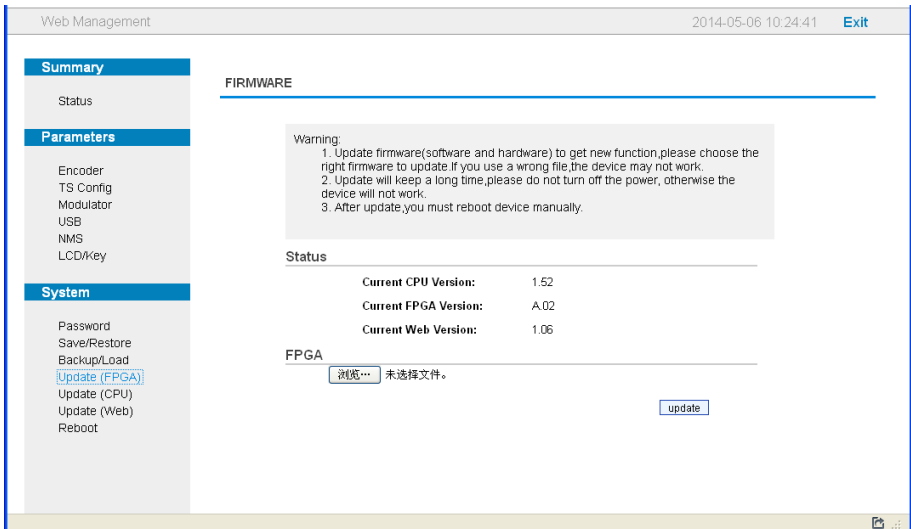 Web Management
2014-05-06 10:24:41 Exit
Summary
Status
Parameters
Encoder
TS Config
Modulator
USB
NMS
LCD/Key
System
Password
Save/Restore
Backup/Load
Update (FPGA)
Update (CPU)
Update (Web)
Reboot
FIRMWARE
Warning:
1. Update firmware(software and hardware) to get new function,please choose the
right firmware to update.If you use a wrong file,the device may not work.
2. Update will keep a long time,please do not turn off the power, otherwise the
device will not work.
3. After update,you must reboot device manually.
Status
Current CPU Version: 1.52
Current FPGA Version: A.02
Current Web Version: 1.06
FPGA
浏览… 未选择文件。
update